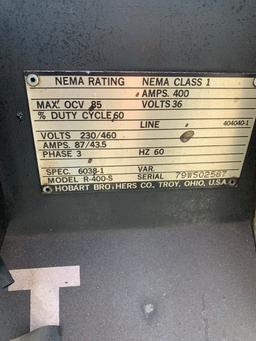 NEMA RATING NEMA CLASS 1
AMPS. 400
MAX. OCV 85 VOLTS 36
% DUTY CYCLE 60
LINE 404040-1
VOLTS 230/460
AMPS. 87/43.5
PHASE 3 HZ 60
SPEC. 6038-1 VAR.
MODEL R-400-S SERIAL 79WS02587
HOBART BROTHERS CO. TROY, OHIO, U.S.A.